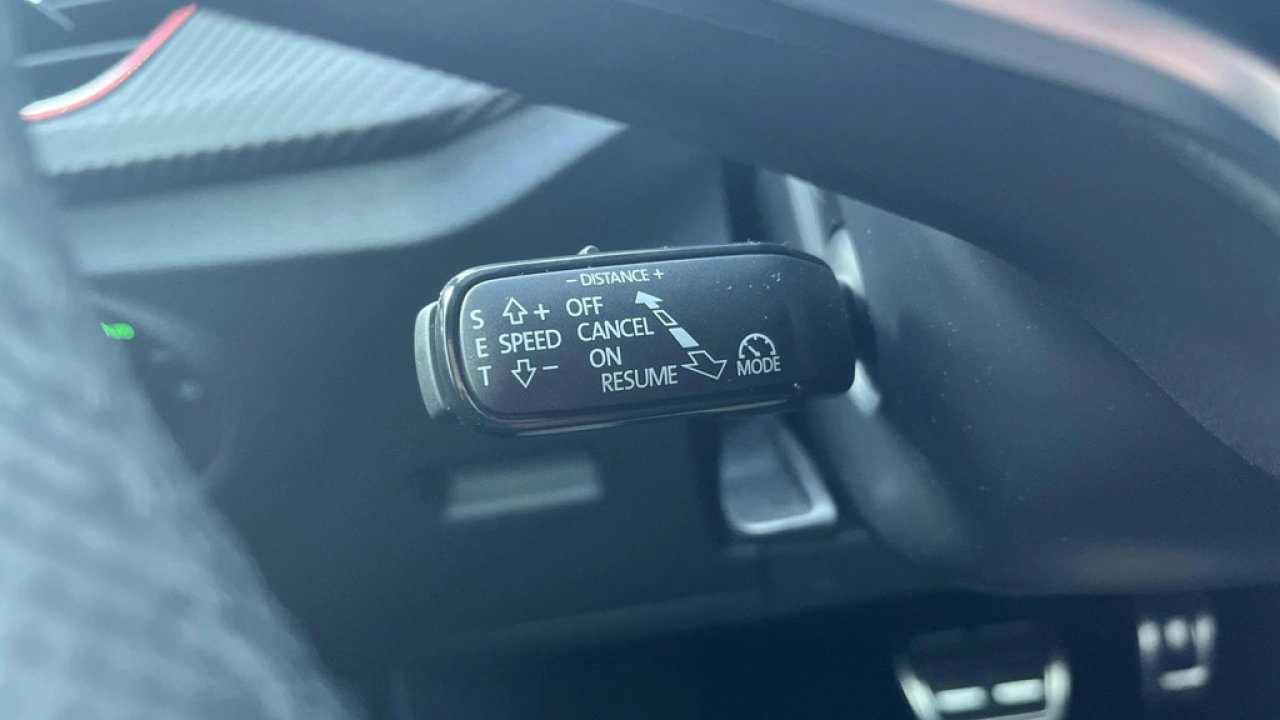 − DISTANCE +
S + OFF
E SPEED CANCEL
T − ON
RESUME MODE